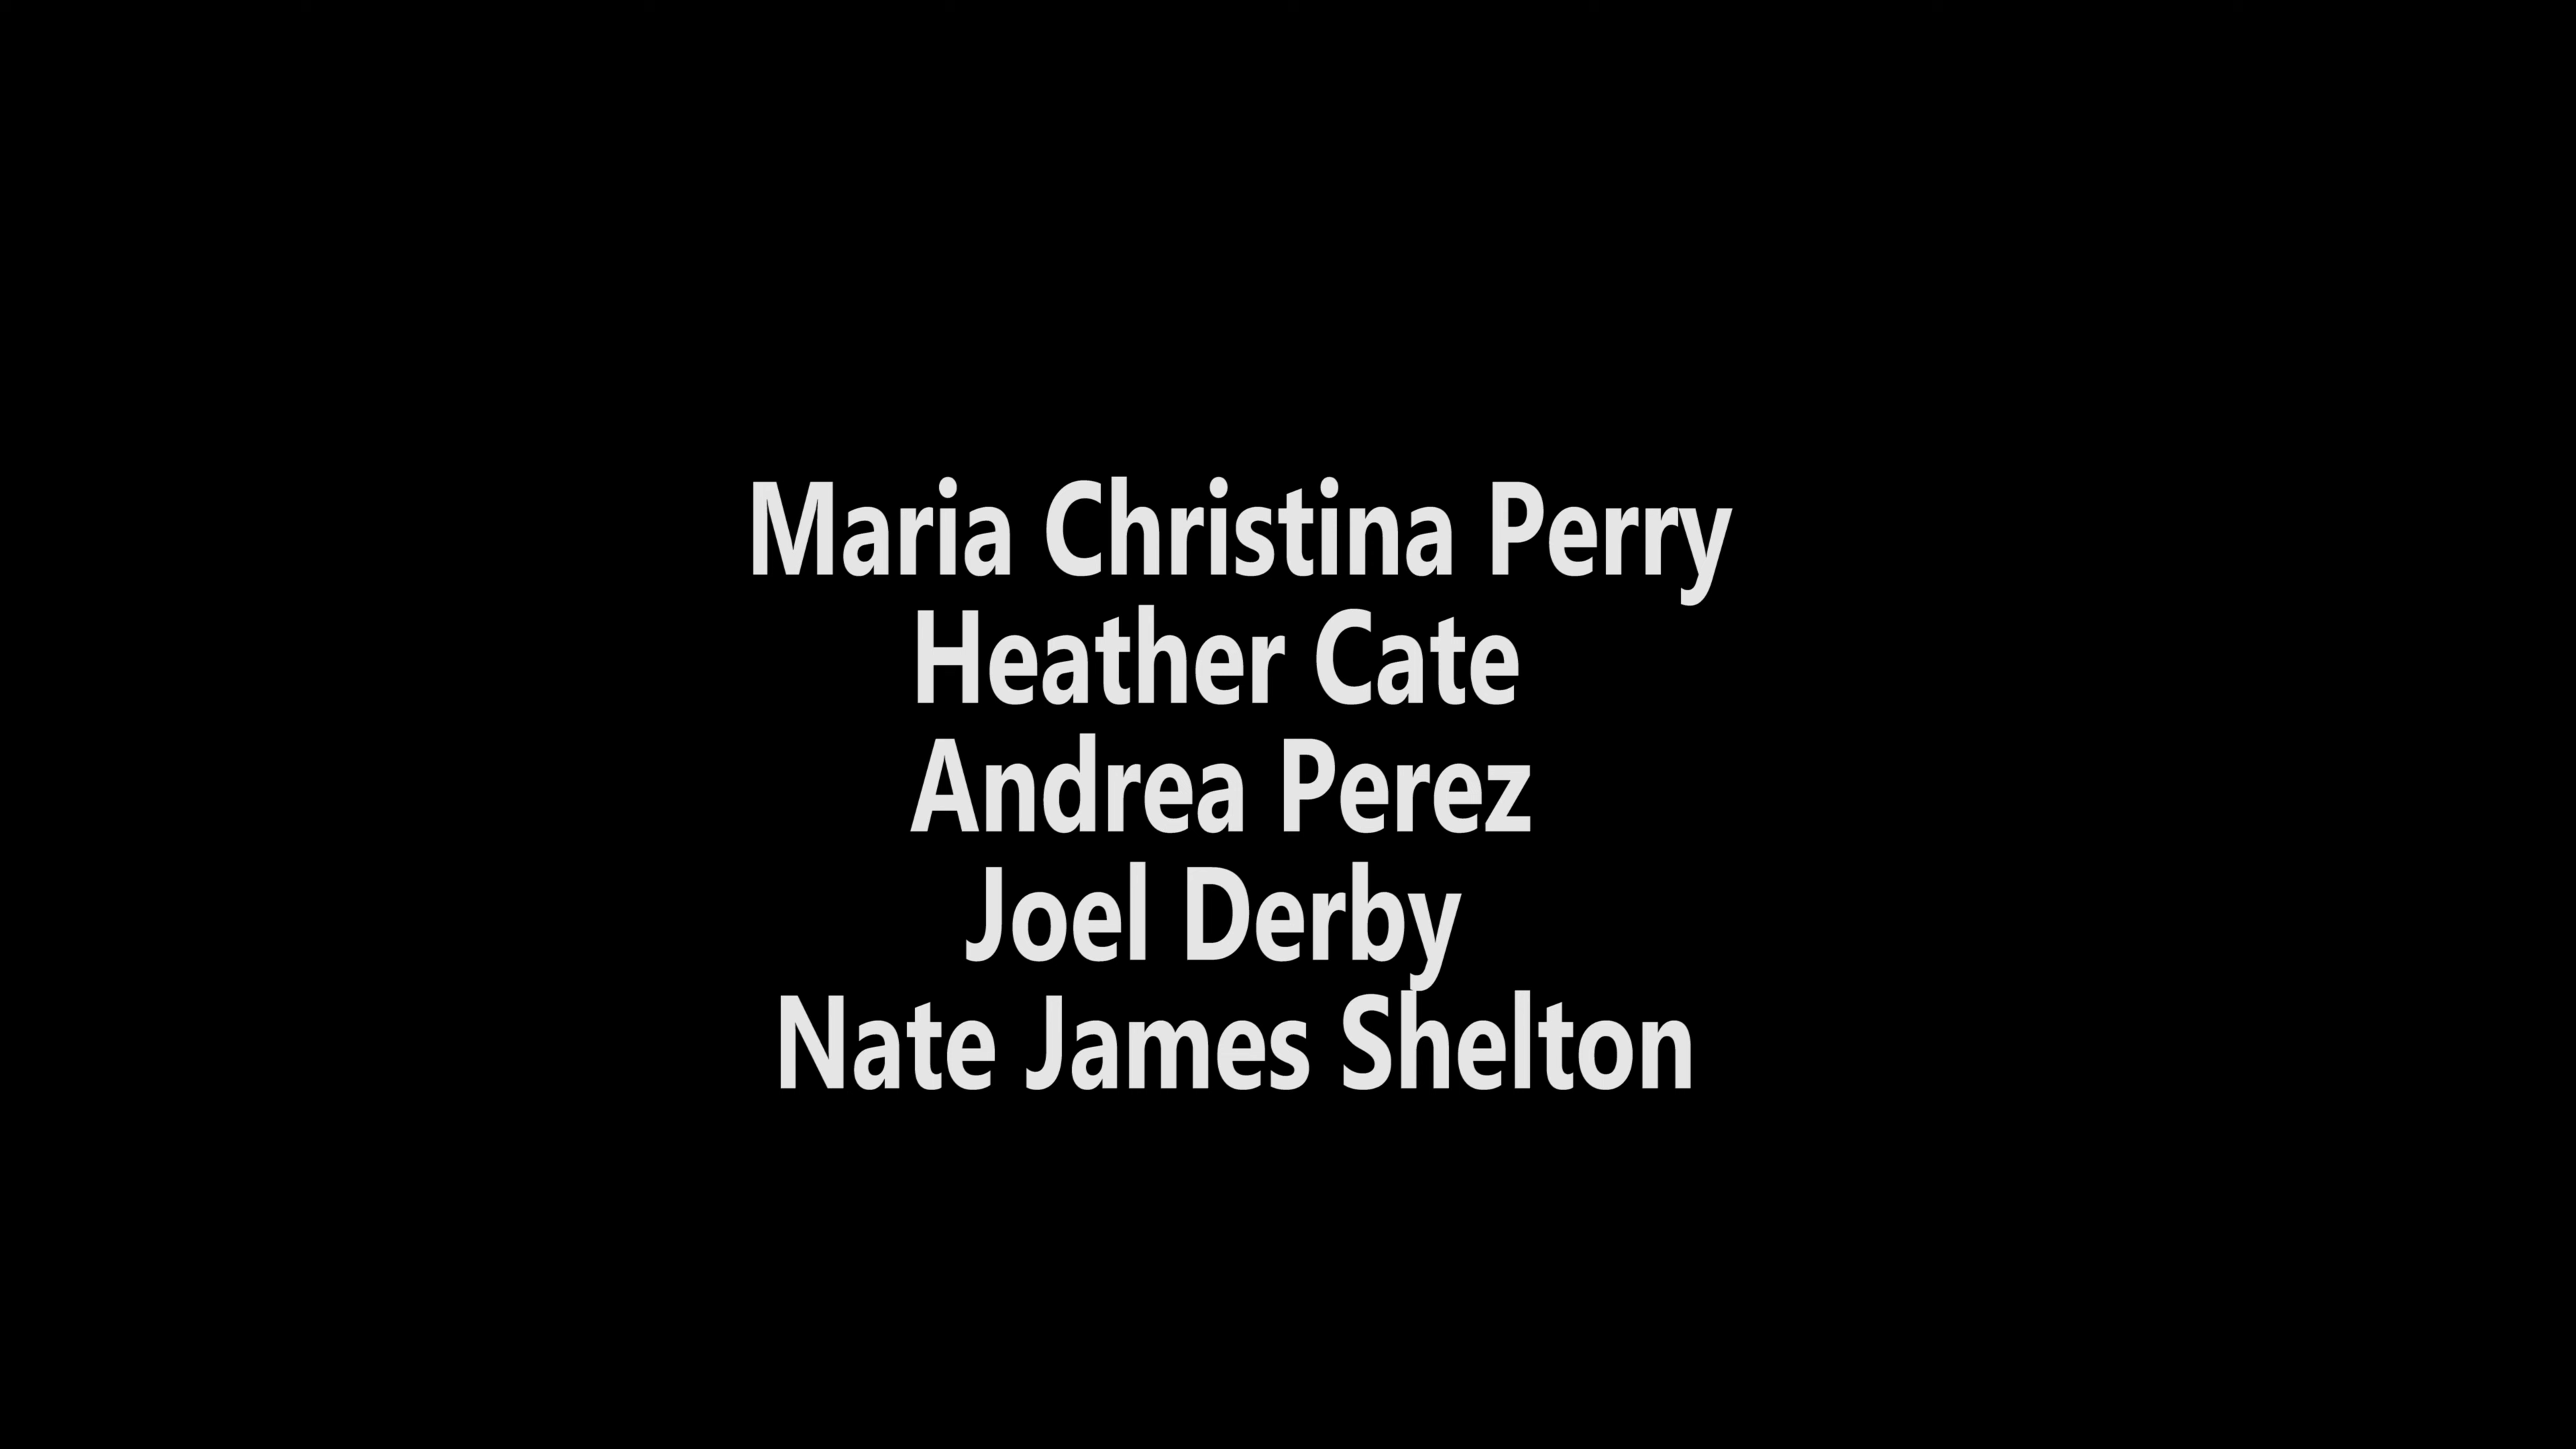 Maria Christina Perry
Heather Cate
Andrea Perez
Joel Derby
Nate James Shelton